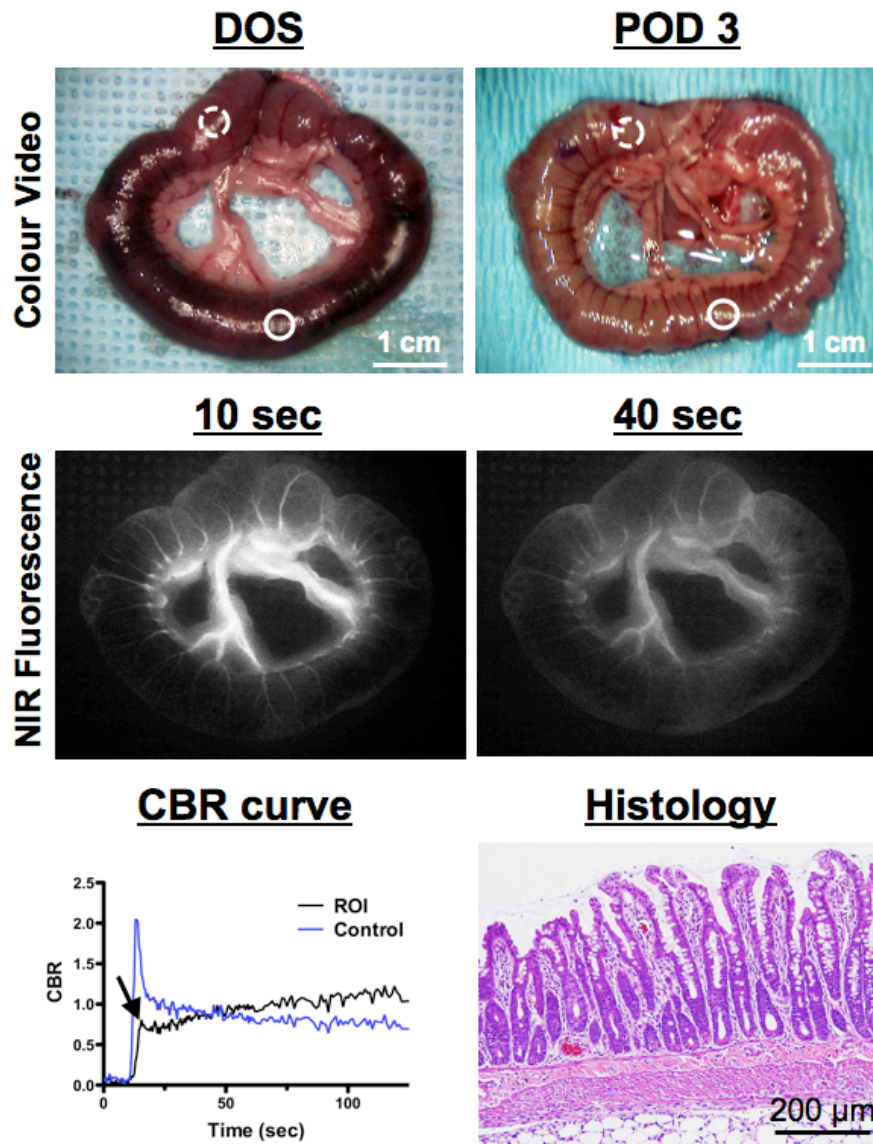 DOS
POD 3
Colour Video
1 cm
1 cm
10 sec
40 sec
NIR Fluorescence
CBR curve
Histology
2.5
2.0
1.5
1.0
0.5
0.0
CBR
ROI
Control
0
50
100
Time (sec)
200 µm